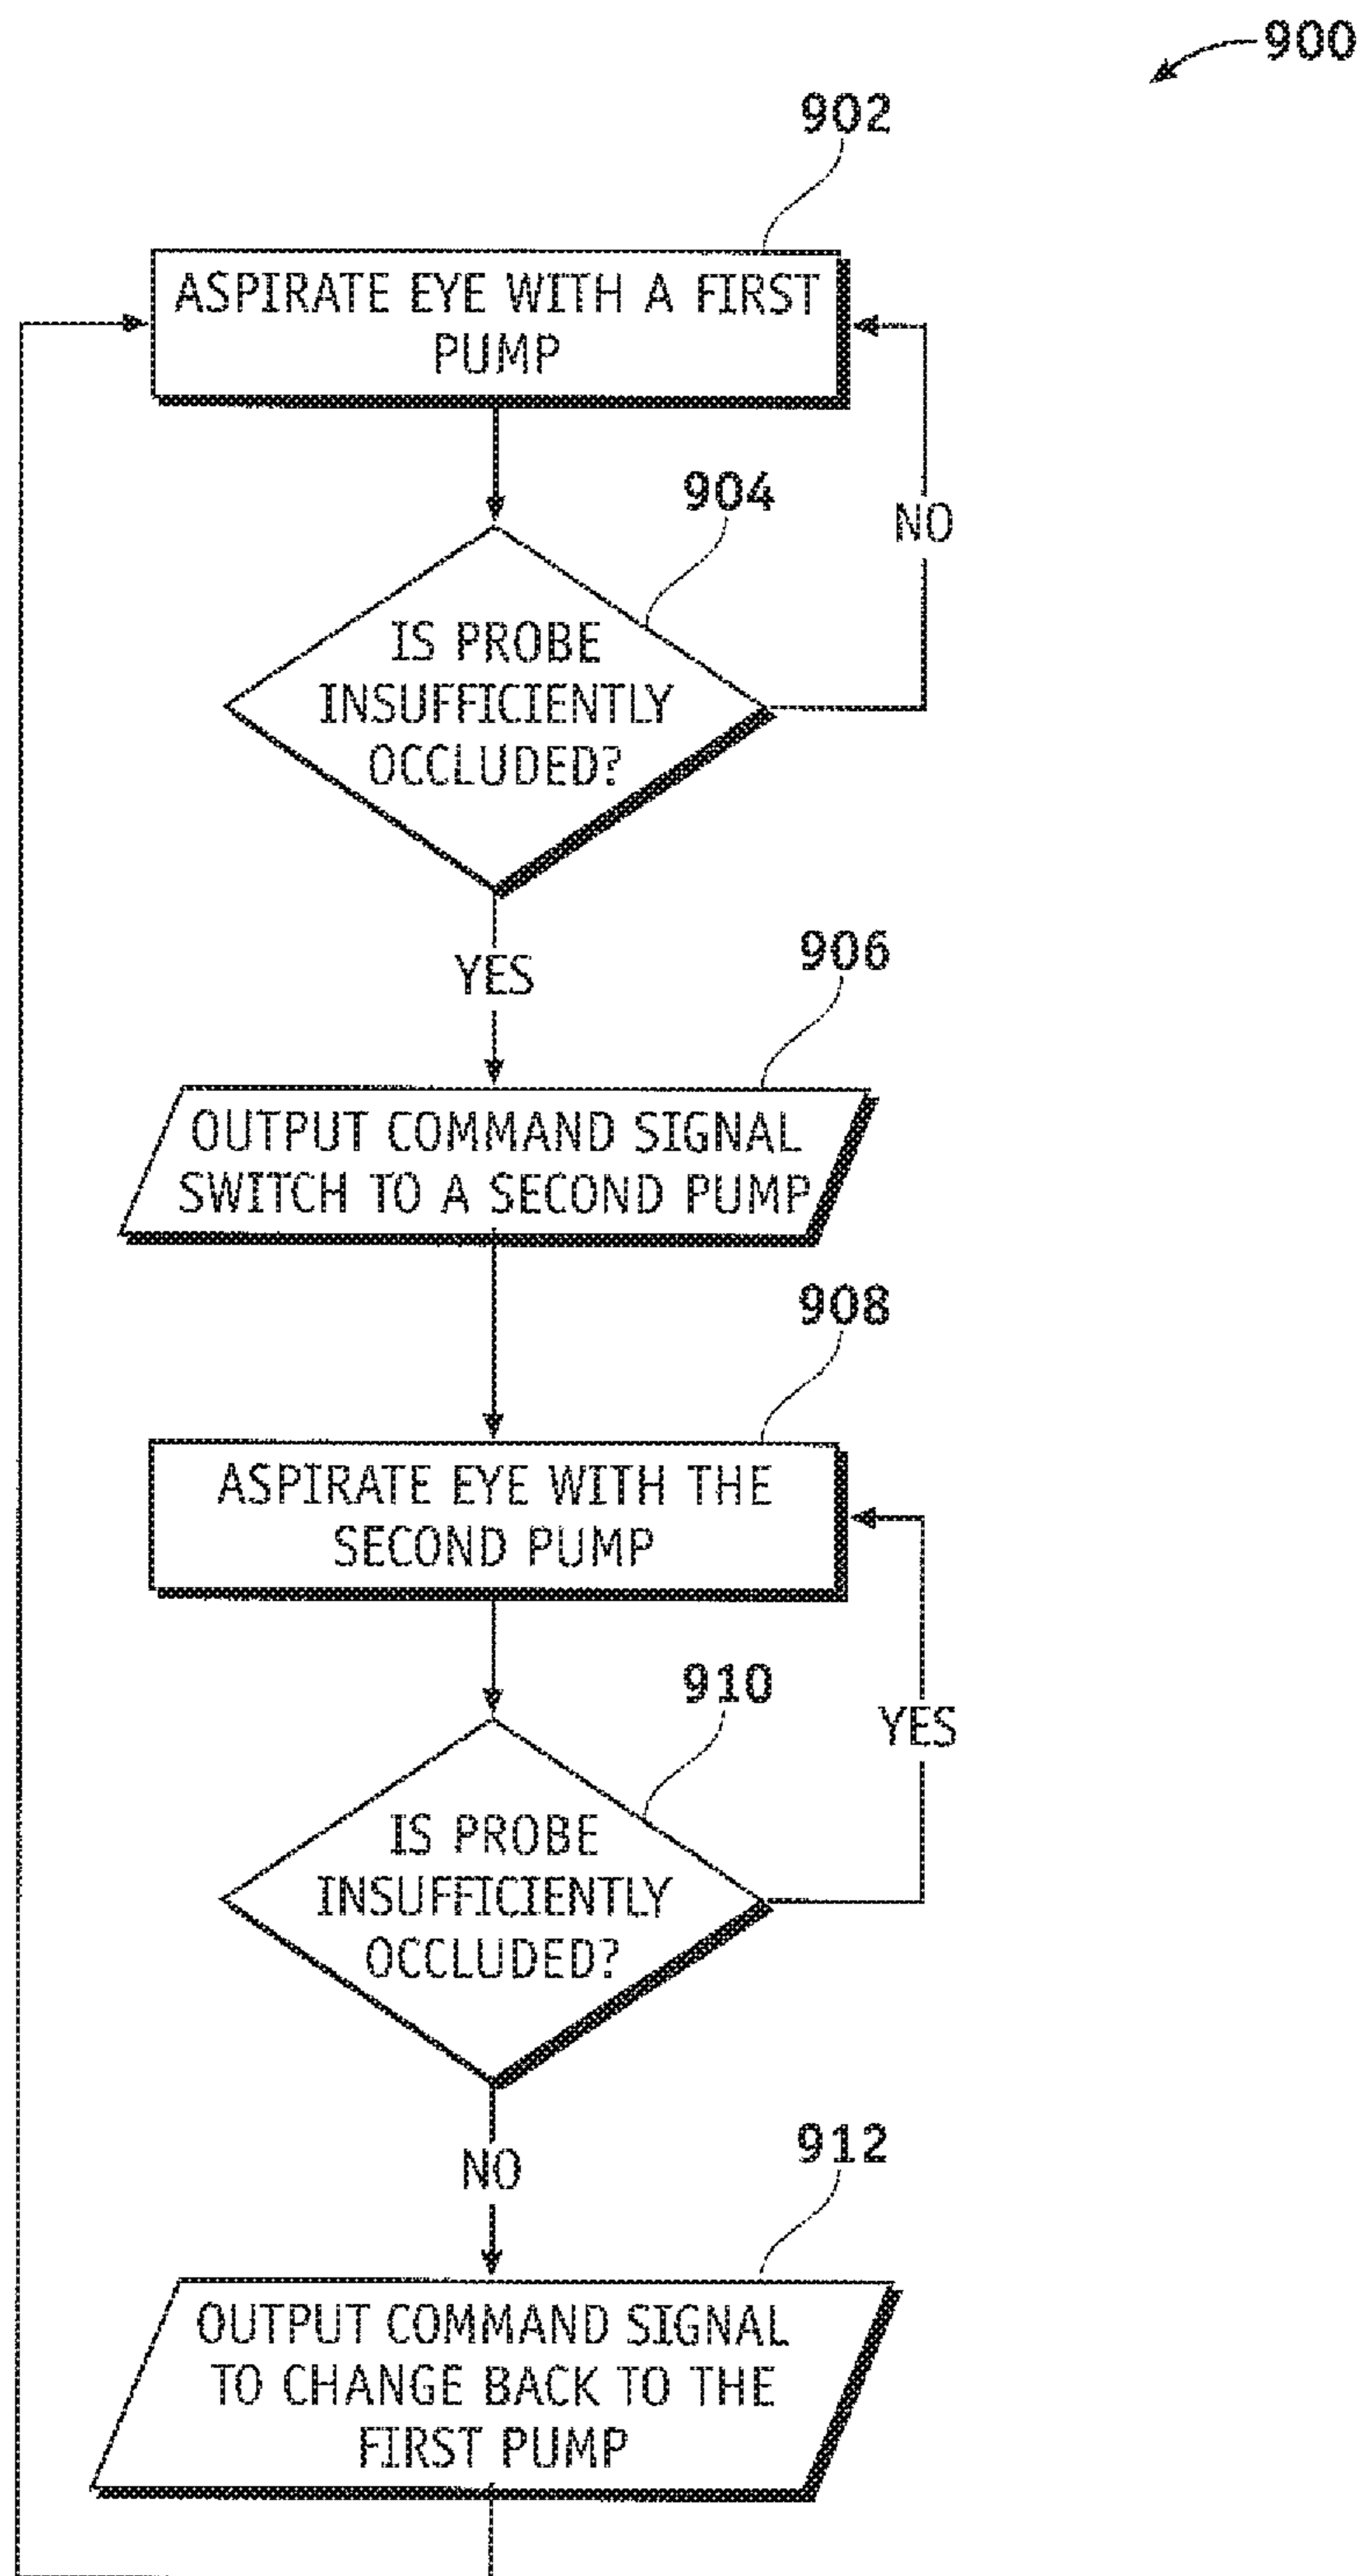 900
902
ASPIRATE EYE WITH A FIRST
PUMP
904
NO
IS PROBE
INSUFFICIENTLY
OCCLUDED?
YES
906
OUTPUT COMMAND SIGNAL
SWITCH TO A SECOND PUMP
908
ASPIRATE EYE WITH THE
SECOND PUMP
910
YES
IS PROBE
INSUFFICIENTLY
OCCLUDED?
NO
912
OUTPUT COMMAND SIGNAL
TO CHANGE BACK TO THE
FIRST PUMP